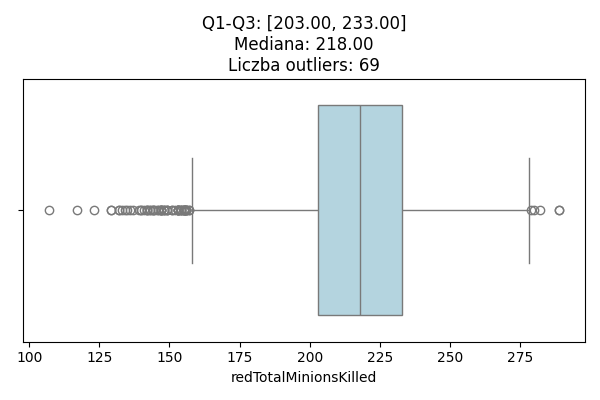 Q1-Q3: [203.00, 233.00]
Mediana: 218.00
Liczba outliers: 69
100 125 150 175 200 225 250 275
redTotalMinionsKilled